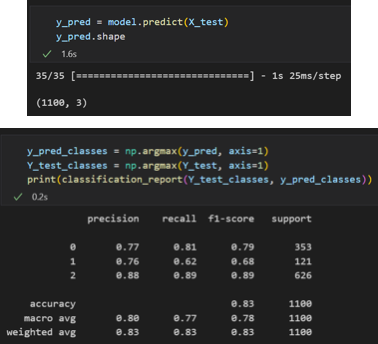 y_pred = model.predict(X_test)
y_pred.shape
✓ 1.6s
35/35 [==============================] - 1s 25ms/step
(1100, 3)
y_pred_classes = np.argmax(y_pred, axis=1)
Y_test_classes = np.argmax(Y_test, axis=1)
print(classification_report(Y_test_classes, y_pred_classes))
✓ 0.2s
precision recall f1-score support
0 0.77 0.81 0.79 353
1 0.76 0.62 0.68 121
2 0.88 0.89 0.89 626
accuracy 0.83 1100
macro avg 0.80 0.77 0.78 1100
weighted avg 0.83 0.83 0.83 1100